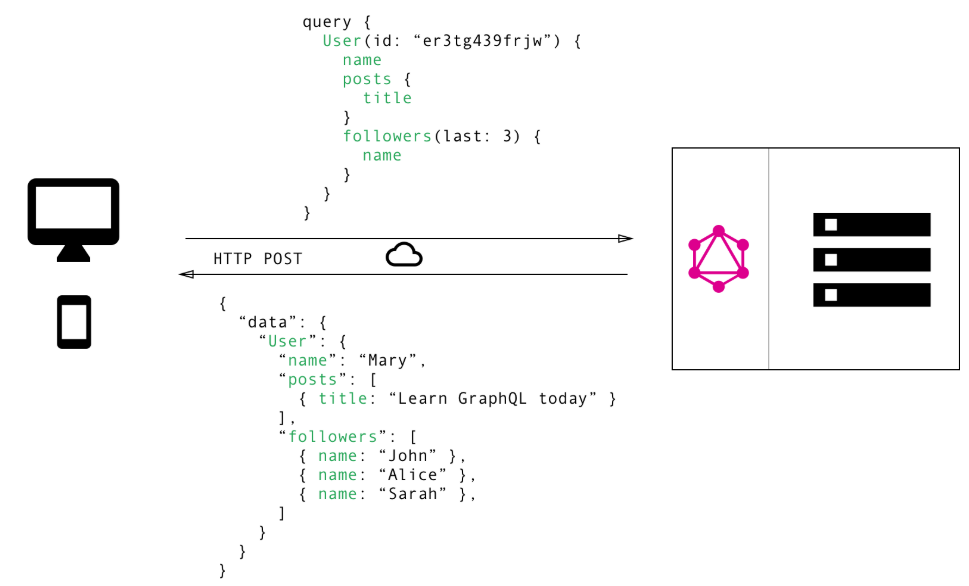 query {
  User(id: “er3tg439frjw”) {
    name
    posts {
      title
    }
    followers(last: 3) {
      name
    }
  }
}
HTTP POST
{
  “data”: {
    “User”: {
      “name”: “Mary”,
      “posts”: [
        { title: “Learn GraphQL today” }
      ],
      “followers”: [
        { name: “John” },
        { name: “Alice” },
        { name: “Sarah” },
      ]
    }
  }
}